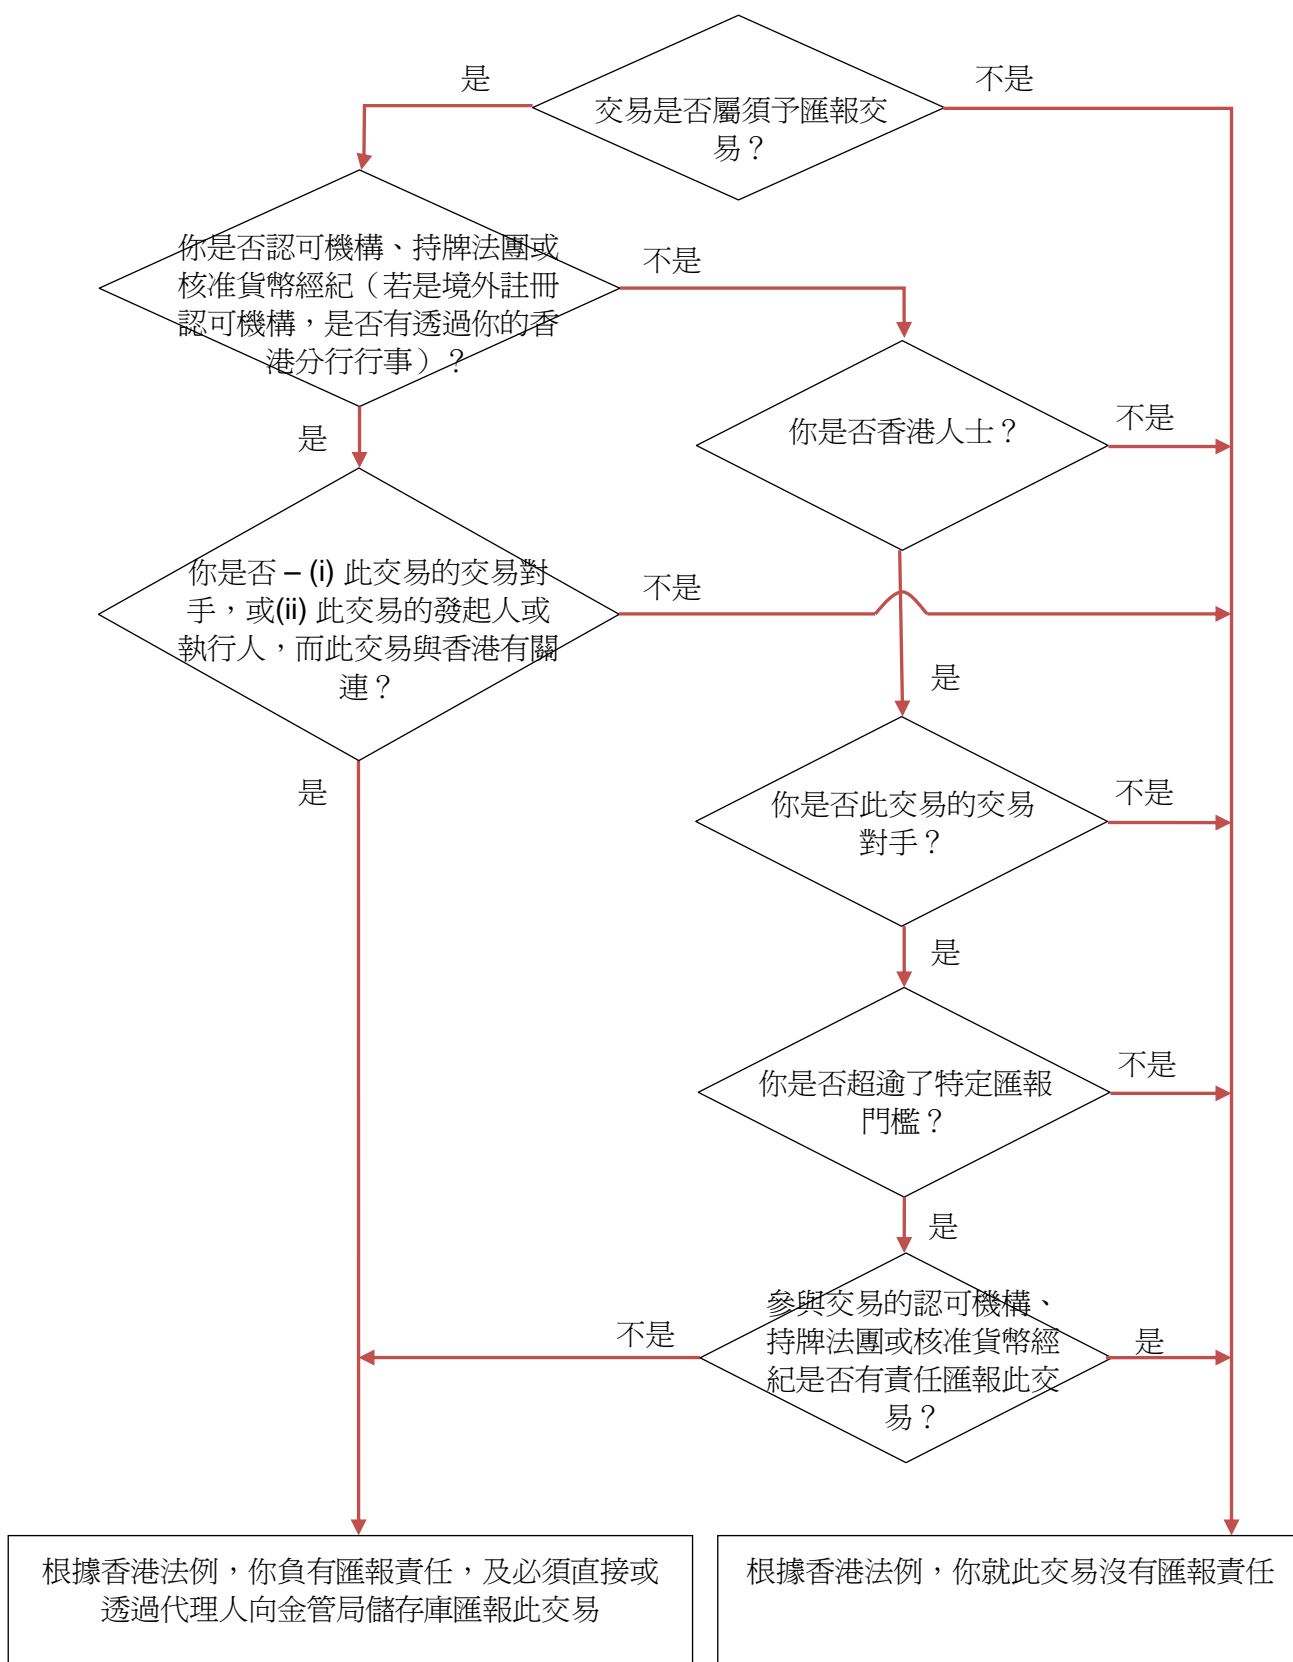 是
不是
交易是否屬須予匯報交
易？
你是否認可機構、持牌法團或
核准貨幣經紀（若是境外註冊
認可機構，是否有透過你的香
港分行行事）？
不是
是
你是否香港人士？
不是
你是否 – (i) 此交易的交易對
手，或(ii) 此交易的發起人或
執行人，而此交易與香港有關
連？
不是
是
是
你是否此交易的交易
對手？
不是
是
你是否超逾了特定匯報
門檻？
不是
是
參與交易的認可機構、
持牌法團或核准貨幣經
紀是否有責任匯報此交
易？
不是
是
根據香港法例，你負有匯報責任，及必須直接或
透過代理人向金管局儲存庫匯報此交易
根據香港法例，你就此交易沒有匯報責任